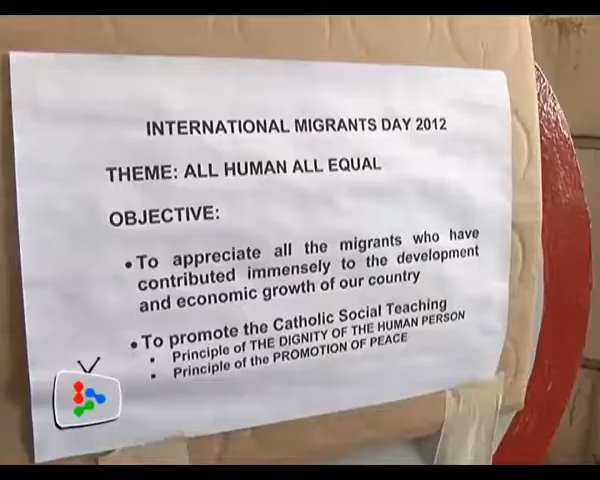 INTERNATIONAL MIGRANTS DAY 2012
THEME: ALL HUMAN ALL EQUAL
OBJECTIVE:
• To appreciate all the migrants who have
contributed immensely to the development
and economic growth of our country
• To promote the Catholic Social Teaching
• Principle of THE DIGNITY OF THE HUMAN PERSON
• Principle of the PROMOTION OF PEACE